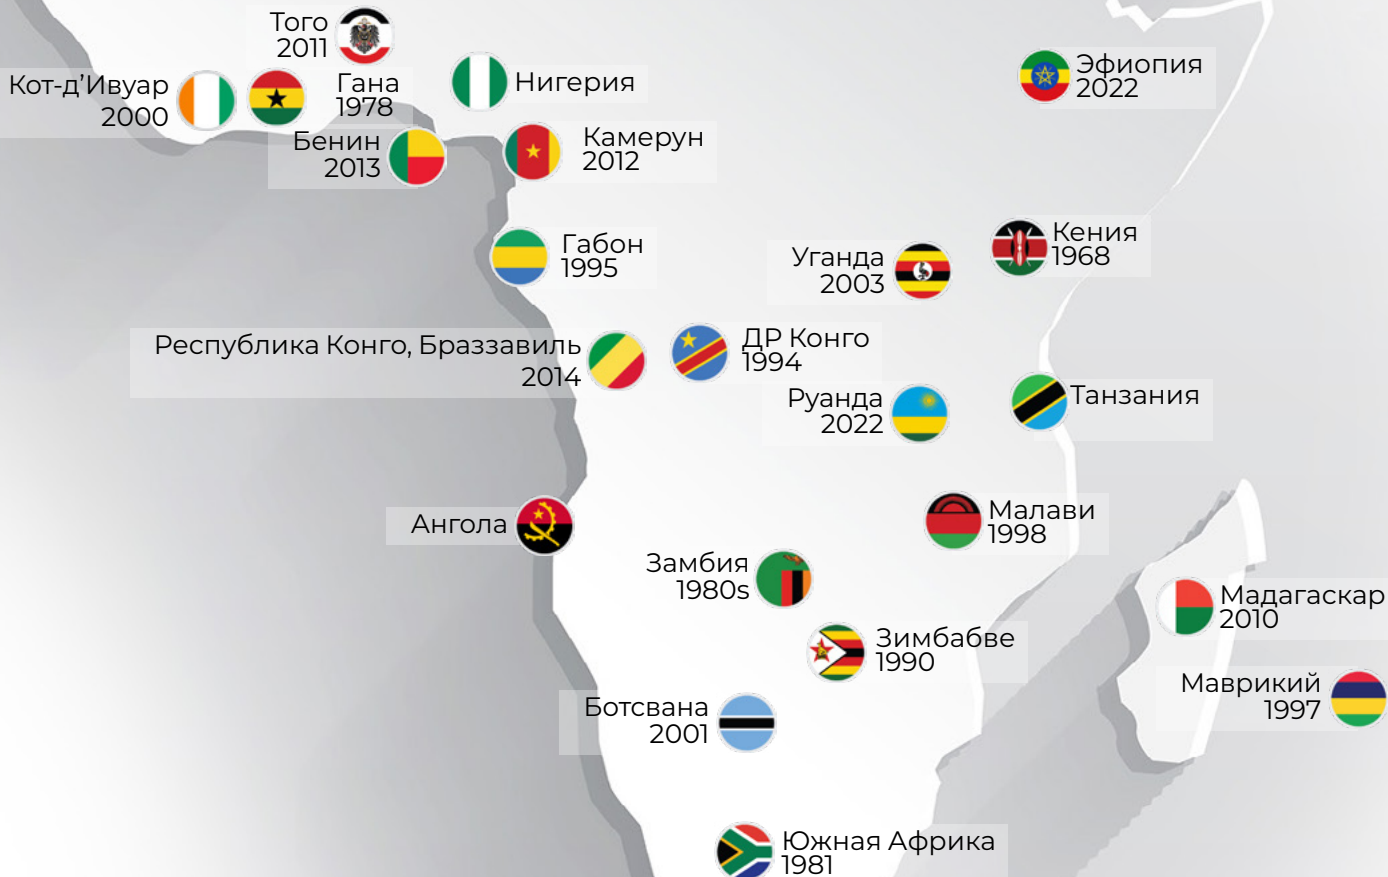 Того
2011
Кот-д’Ивуар
2000
Гана
1978
Нигерия
Эфиопия
2022
Бенин
2013
Камерун
2012
Габон
1995
Уганда
2003
Кения
1968
Республика Конго, Браззавиль
2014
ДР Конго
1994
Руанда
2022
Танзания
Ангола
Малави
1998
Замбия
1980s
Мадагаскар
2010
Зимбабве
1990
Маврикий
1997
Ботсвана
2001
Южная Африка
1981